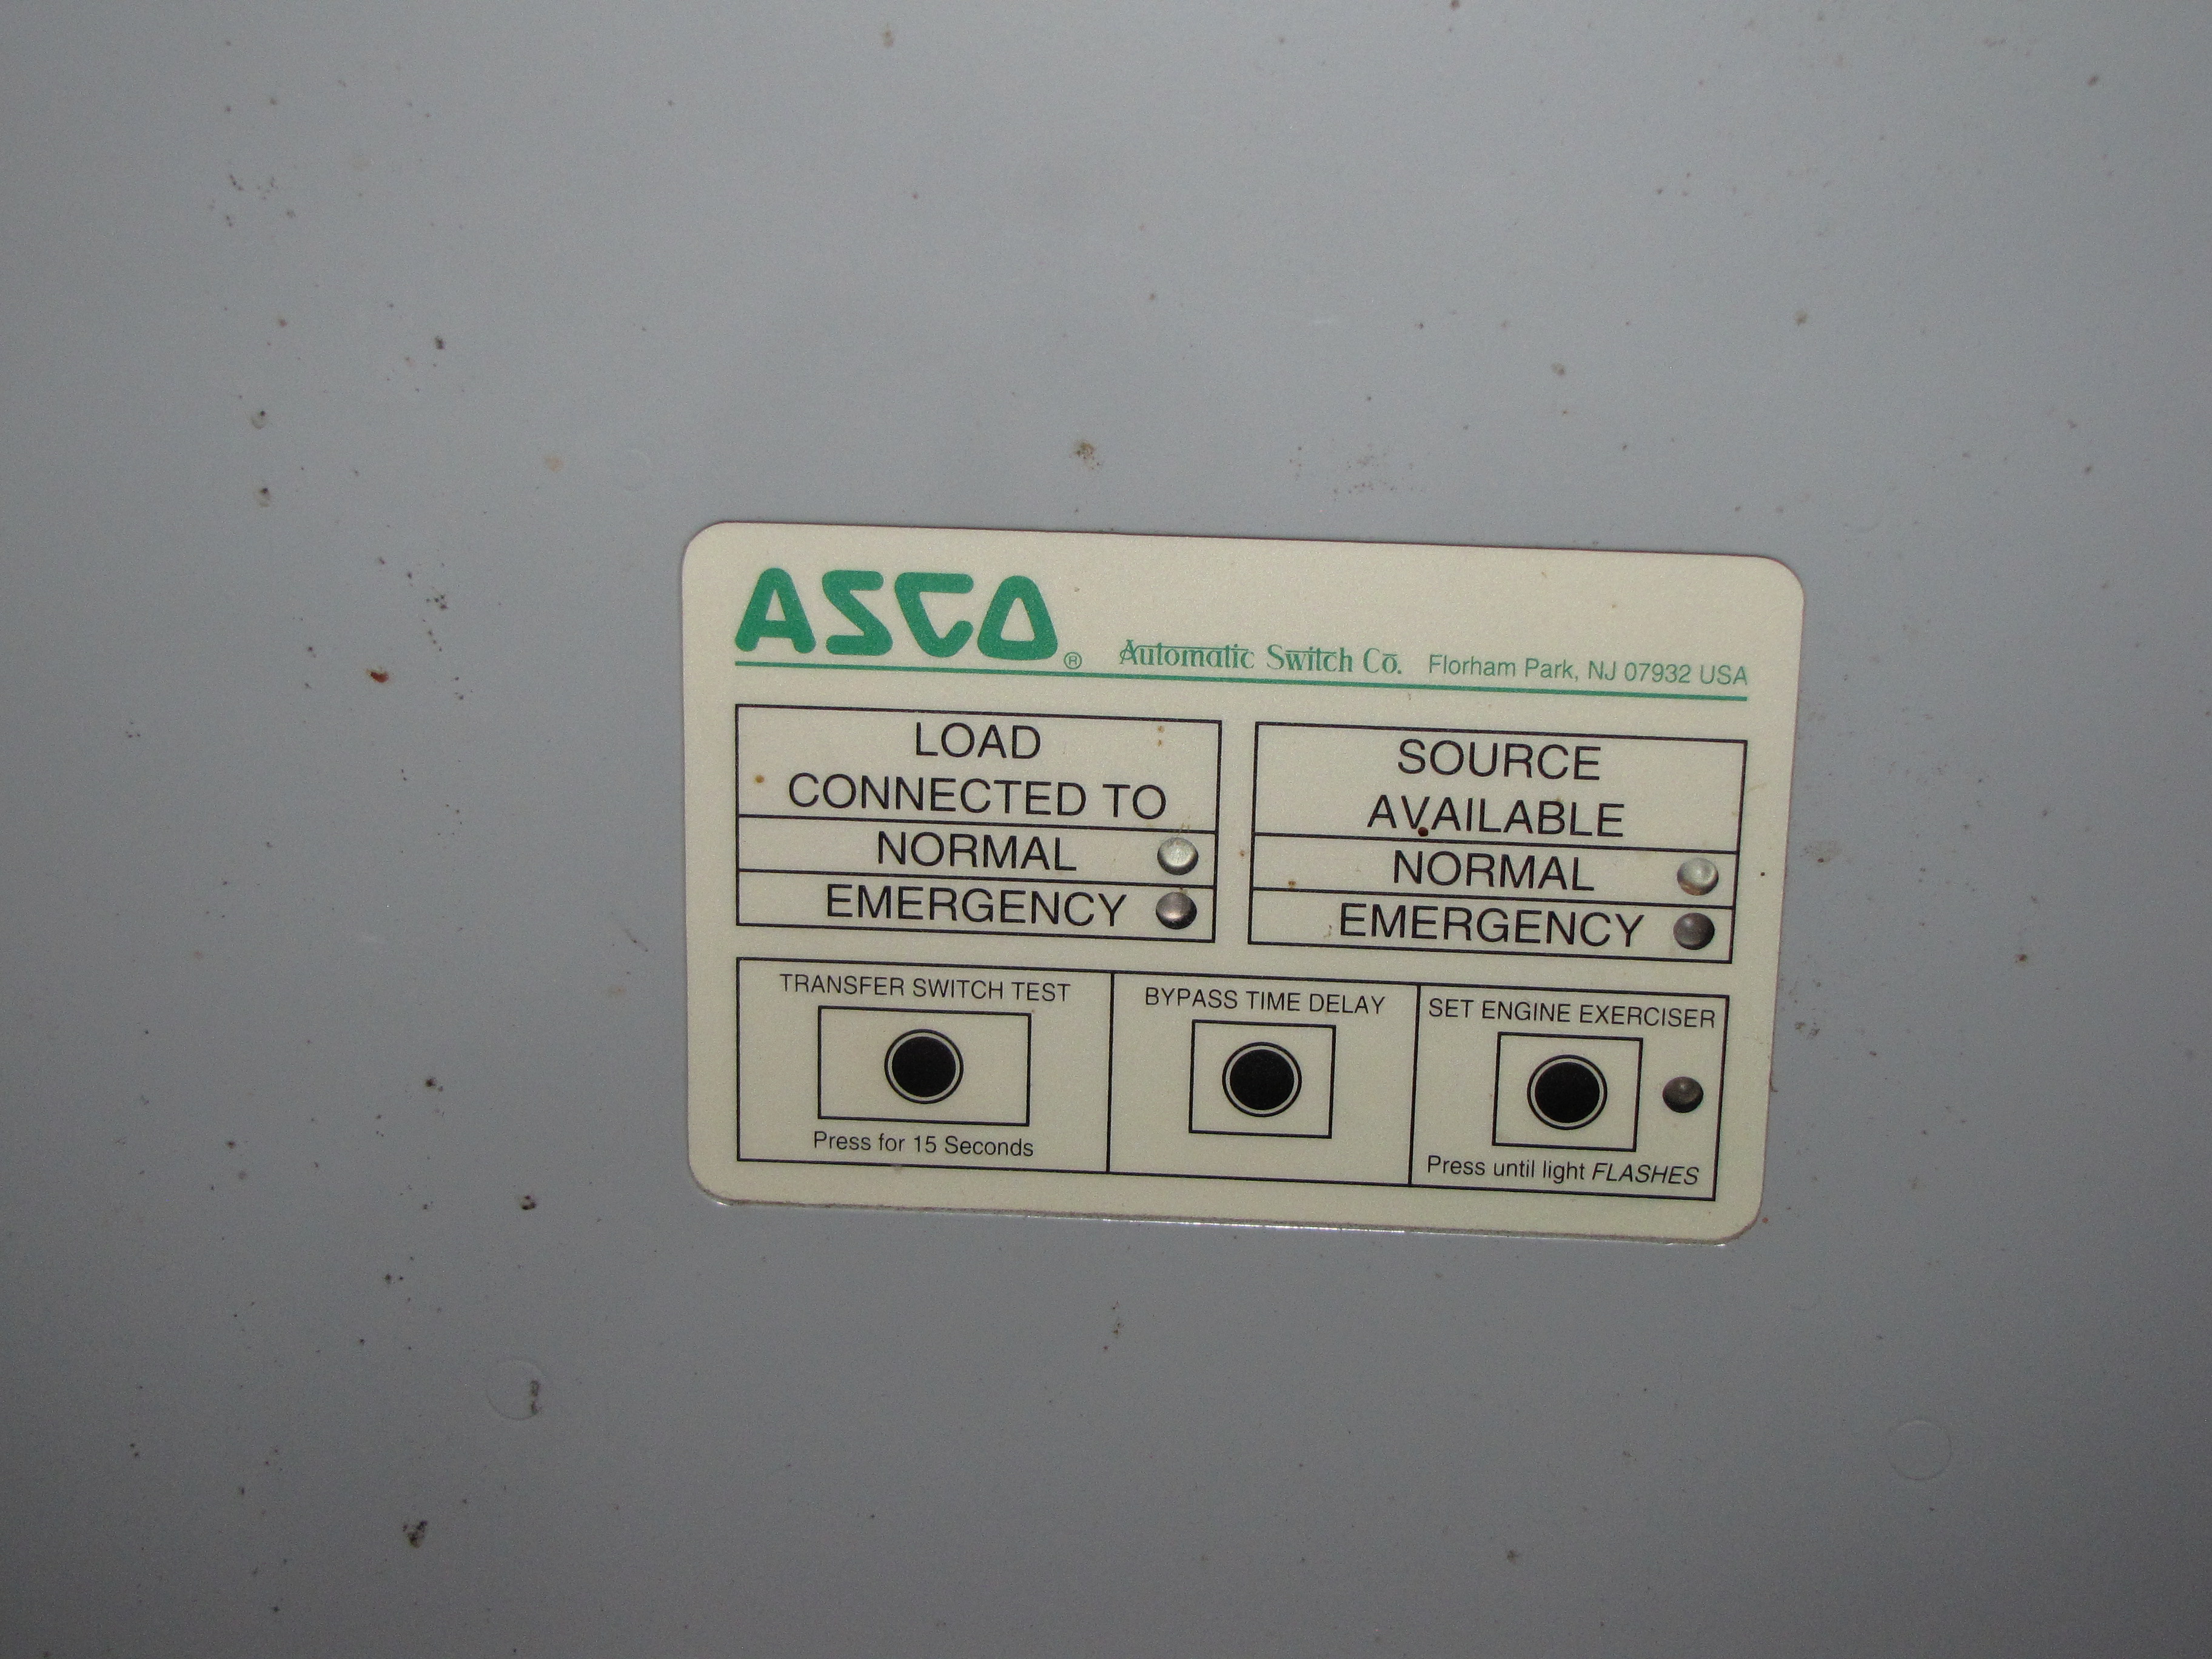 ASCO®
Automatic Switch Co. Florham Park, NJ 07932 USA
LOAD
CONNECTED TO
NORMAL
EMERGENCY
SOURCE
AVAILABLE
NORMAL
EMERGENCY
TRANSFER SWITCH TEST
Press for 15 Seconds
BYPASS TIME DELAY
SET ENGINE EXERCISER
Press until light FLASHES